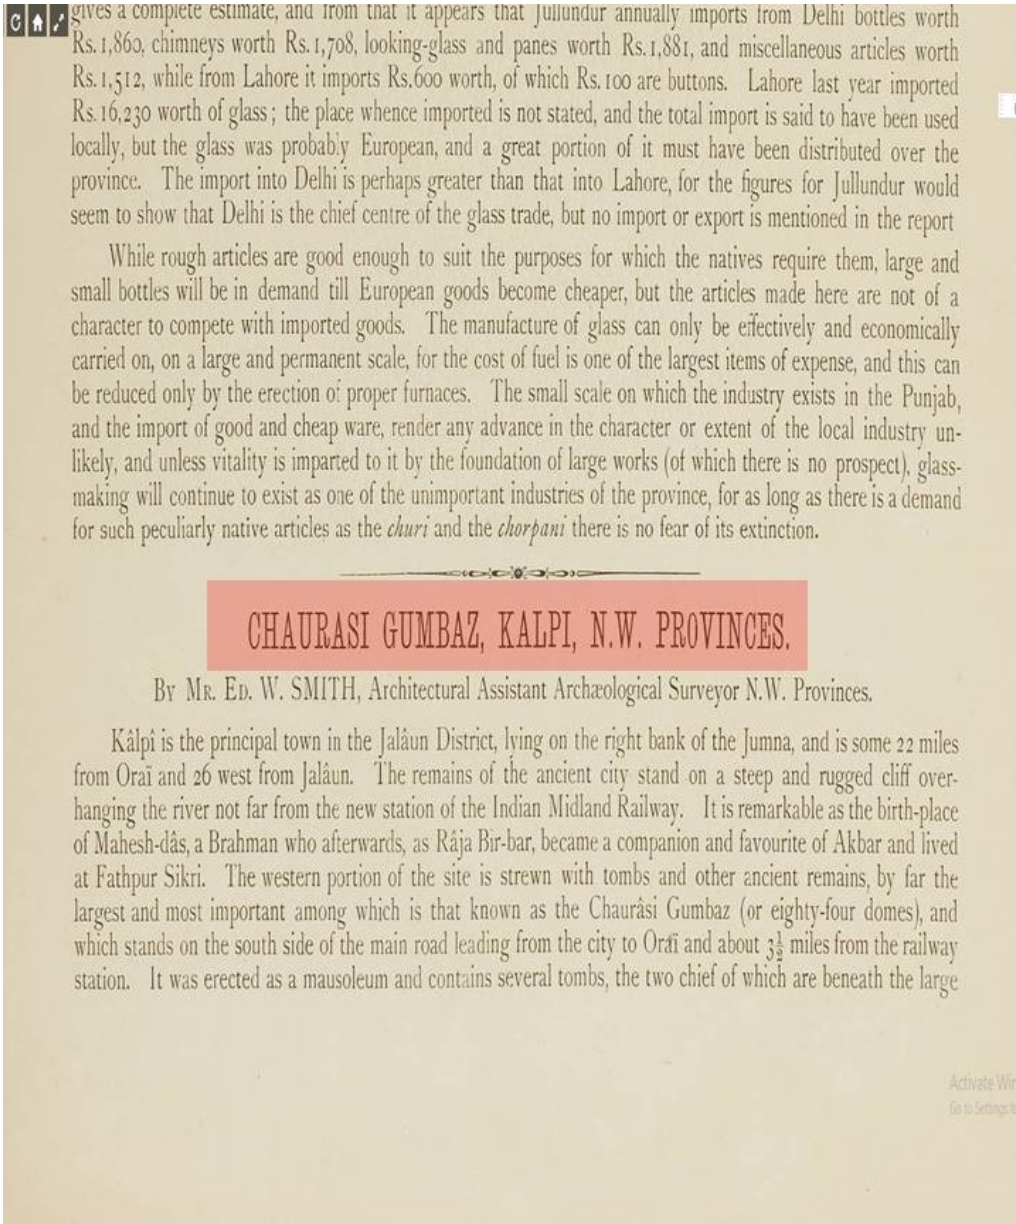 gives a complete estimate, and from that it appears that Jullundur annually imports from Delhi bottles worth
Rs. 1,860, chimneys worth Rs. 1,708, looking-glass and panes worth Rs. 1,881, and miscellaneous articles worth
Rs. 1,512, while from Lahore it imports Rs. 600 worth, of which Rs. 100 are buttons. Lahore last year imported
Rs. 16,230 worth of glass; the place whence imported is not stated, and the total import is said to have been used
locally, but the glass was probably European, and a great portion of it must have been distributed over the
province. The import into Delhi is perhaps greater than that into Lahore, for the figures for Jullundur would
seem to show that Delhi is the chief centre of the glass trade, but no import or export is mentioned in the report
While rough articles are good enough to suit the purposes for which the natives require them, large and
small bottles will be in demand till European goods become cheaper, but the articles made here are not of a
character to compete with imported goods. The manufacture of glass can only be effectively and economically
carried on, on a large and permanent scale, for the cost of fuel is one of the largest items of expense, and this can
be reduced only by the erection of proper furnaces. The small scale on which the industry exists in the Punjab,
and the import of good and cheap ware, render any advance in the character or extent of the local industry un-
likely, and unless vitality is imparted to it by the foundation of large works (of which there is no prospect), glass-
making will continue to exist as one of the unimportant industries of the province, for as long as there is a demand
for such peculiarly native articles as the churi and the chorpani there is no fear of its extinction.
CHAURASI GUMBAZ, KALPI, N.W. PROVINCES.
By Mr. Ed. W. SMITH, Architectural Assistant Archæological Surveyor N.W. Provinces.
Kâlpî is the principal town in the Jalâun District, lying on the right bank of the Jumna, and is some 22 miles
from Oraï and 26 west from Jalâun. The remains of the ancient city stand on a steep and rugged cliff over-
hanging the river not far from the new station of the Indian Midland Railway. It is remarkable as the birth-place
of Mahesh-dâs, a Brahman who afterwards, as Râja Bir-bar, became a companion and favourite of Akbar and lived
at Fathpur Sikri. The western portion of the site is strewn with tombs and other ancient remains, by far the
largest and most important among which is that known as the Chaurâsi Gumbaz (or eighty-four domes), and
which stands on the south side of the main road leading from the city to Oraï and about 3½ miles from the railway
station. It was erected as a mausoleum and contains several tombs, the two chief of which are beneath the large
Activate Win
Go to Settings to